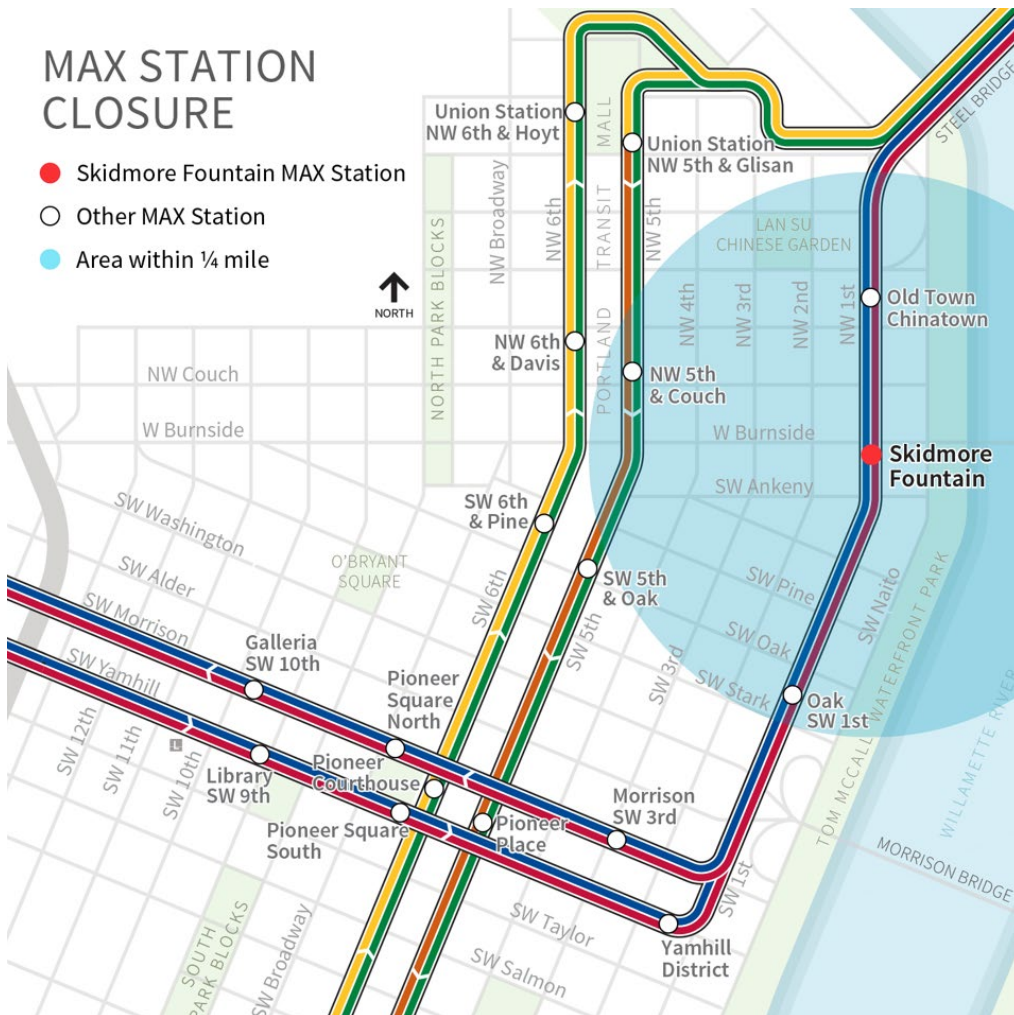 MAX STATION
CLOSURE
Skidmore Fountain MAX Station
Other MAX Station
Area within ¼ mile
NORTH
Union Station
NW 6th & Hoyt
Union Station
NW 5th & Glisan
MALL
TRANSIT
PORTLAND
STEEL BRIDGE
NW Broadway
NW 6th
NW 5th
NORTH PARK BLOCKS
LAN SU
CHINESE GARDEN
NW 4th
NW 3rd
NW 2nd
NW 1st
Old Town
Chinatown
NW 6th
& Davis
NW 5th
& Couch
NW Couch
W Burnside
W Burnside
Skidmore
Fountain
SW Ankeny
SW 6th
& Pine
SW Washington
O'BRYANT
SQUARE
SW Alder
SW 5th
& Oak
SW Pine
SW Naito
SW 6th
SW 5th
SW Morrison
SW Oak
SW 3rd
SW Stark
SW Yamhill
Galleria
SW 10th
Pioneer
Square
North
Oak
SW 1st
TOM MCCALL WATERFRONT PARK
WILLAMETTE RIVER
SW 12th
SW 11th
SW 10th
L
Library
SW 9th
Pioneer
Courthouse
Morrison
SW 3rd
Pioneer Square
South
Pioneer
Place
MORRISON BRIDGE
SW 1st
SW Taylor
Yamhill
District
SW Salmon
SOUTH
PARK BLOCKS
SW Broadway